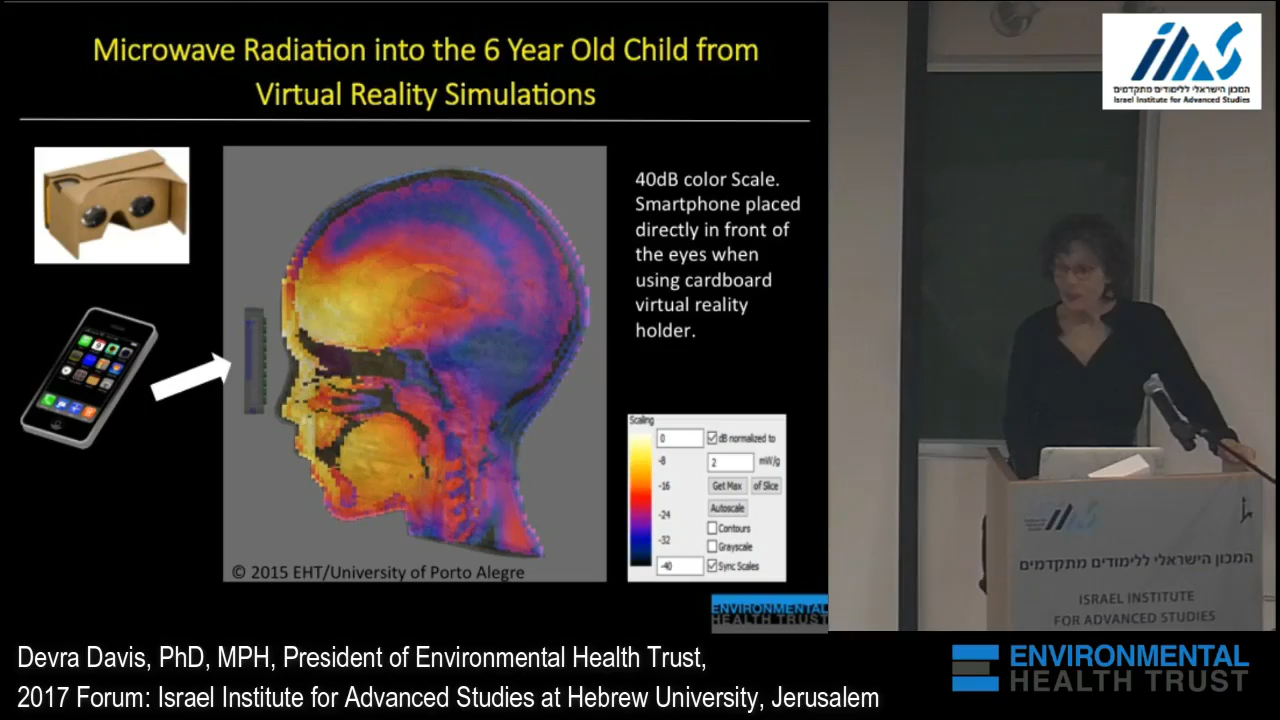 Microwave Radiation into the 6 Year Old Child from
Virtual Reality Simulations
40dB color Scale.
Smartphone placed
directly in front of
the eyes when
using cardboard
virtual reality
holder.
Scaling
0
dB normalized to
-8
2
mW/g
-16
Get Max
of Slice
Autoscale
-24
Contours
-32
Grayscale
-40
Sync Scales
© 2015 EHT/University of Porto Alegre
ENVIRONMENTAL
HEALTH TRUST
IIAS
המכון הישראלי ללימודים מתקדמים
Israel Institute for Advanced Studies
המכון הישראלי ללימודים מתקדמים
ISRAEL INSTITUTE
FOR ADVANCED STUDIES
Devra Davis, PhD, MPH, President of Environmental Health Trust,
2017 Forum: Israel Institute for Advanced Studies at Hebrew University, Jerusalem
ENVIRONMENTAL
HEALTH TRUST